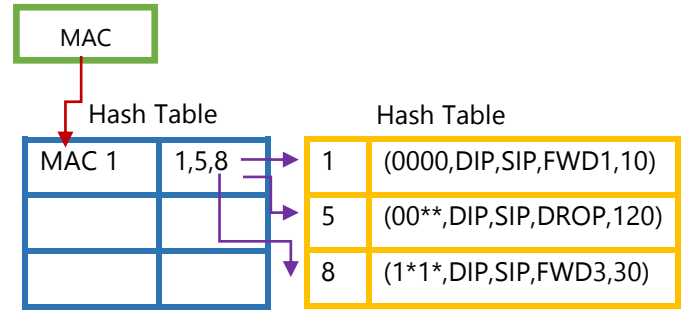 MAC
Hash Table Hash Table
MAC 1 1,5,8 1 (0000,DIP,SIP,FWD1,10)
5 (00**,DIP,SIP,DROP,120)
8 (1*1*,DIP,SIP,FWD3,30)